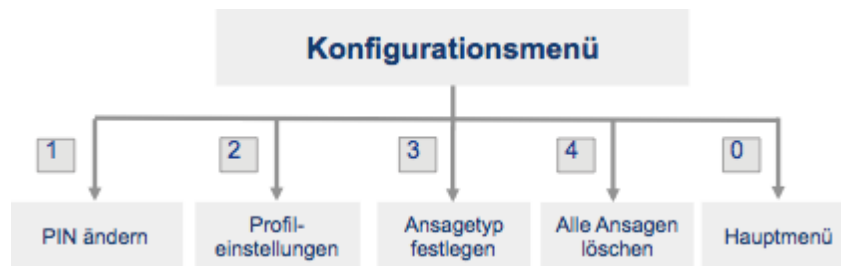 Konfigurationsmenü
1
2
3
4
0
PIN ändern
Profil-
einstellungen
Ansagetyp
festlegen
Alle Ansagen
löschen
Hauptmenü